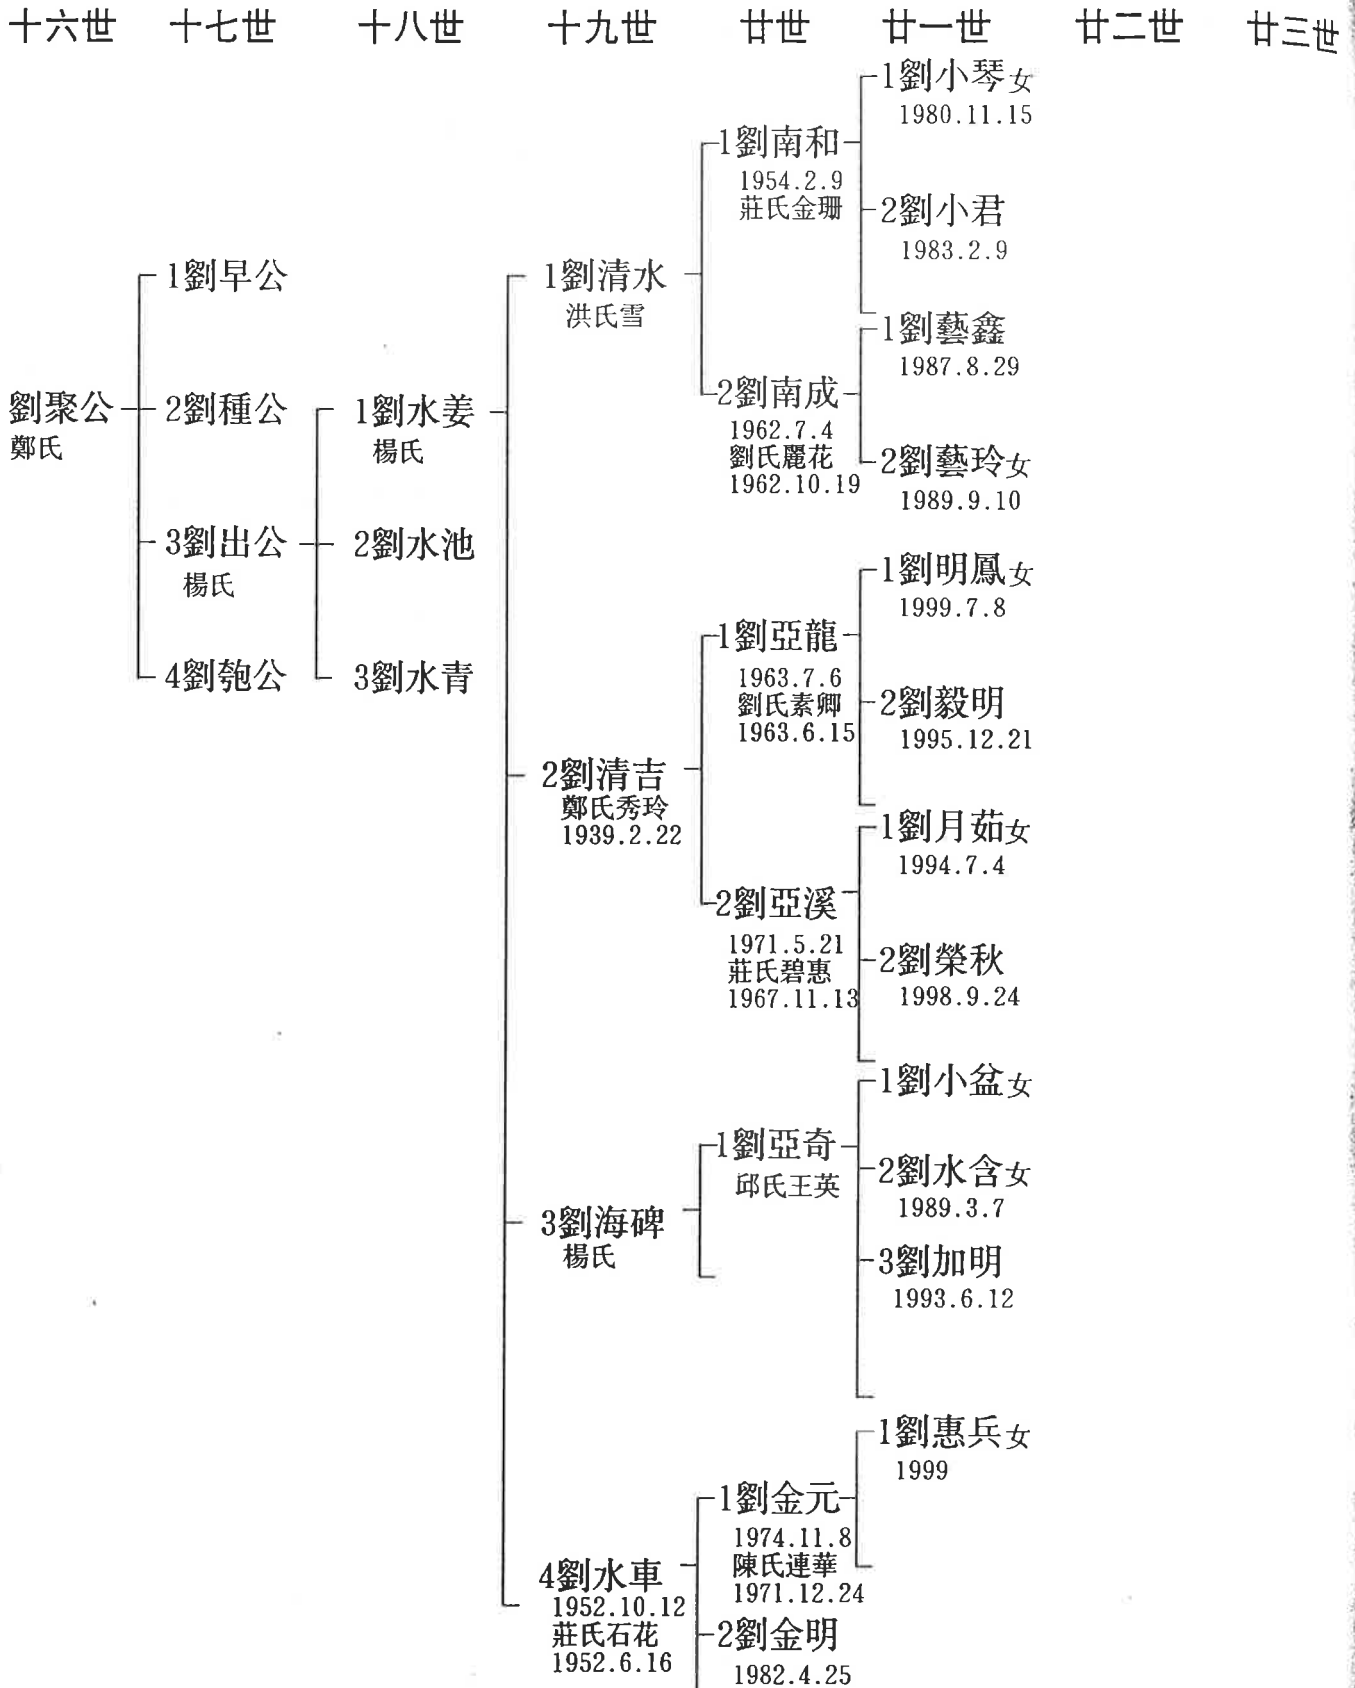 十六世 十七世 十八世 十九世 廿世 廿一世 廿二世 廿三世
劉聚公
鄭氏
1劉早公
2劉種公
3劉出公
楊氏
4劉匏公
1劉水姜
楊氏
2劉水池
3劉水青
1劉清水
洪氏雪
2劉清吉
鄭氏秀玲
1939.2.22
3劉海碑
楊氏
4劉水車
1952.10.12
莊氏石花
1952.6.16
1劉南和
1954.2.9
莊氏金珊
2劉南成
1962.7.4
劉氏麗花
1962.10.19
1劉亞龍
1963.7.6
劉氏素卿
1963.6.15
2劉亞溪
1971.5.21
莊氏碧惠
1967.11.13
1劉亞奇
邱氏王英
1劉金元
1974.11.8
陳氏連華
1971.12.24
2劉金明
1982.4.25
1劉小琴女
1980.11.15
2劉小君
1983.2.9
1劉藝鑫
1987.8.29
2劉藝玲女
1989.9.10
1劉明鳳女
1999.7.8
2劉毅明
1995.12.21
1劉月茹女
1994.7.4
2劉榮秋
1998.9.24
1劉小盆女
2劉水含女
1989.3.7
3劉加明
1993.6.12
1劉惠兵女
1999